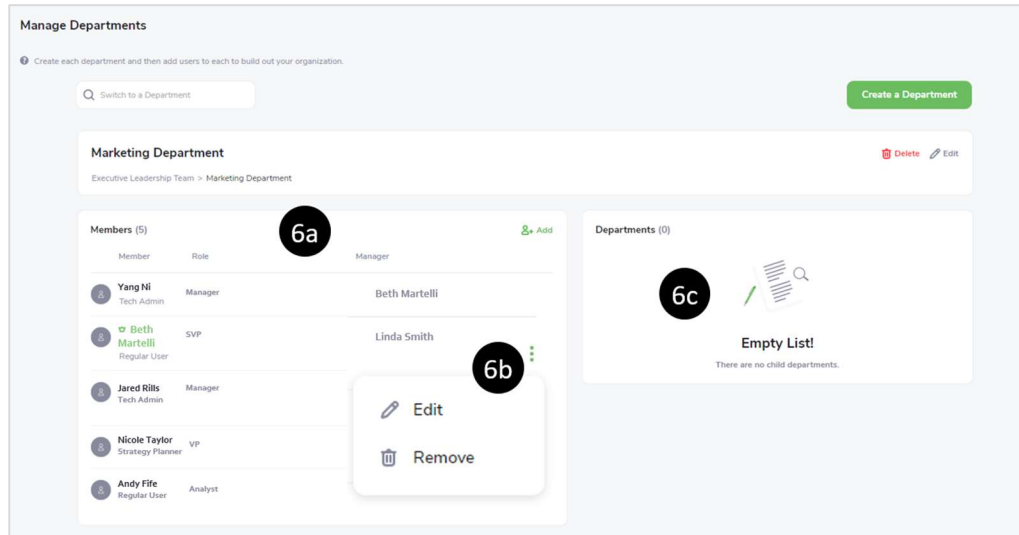 Manage Departments
Create each department and then add users to each to build out your organization.
Switch to a Department
Create a Department
Marketing Department
Delete
Edit
Executive Leadership Team > Marketing Department
Members (5)
6a
Add
Member Role Manager
Yang Ni
Tech Admin
Manager
Beth Martelli
Beth
Martelli
Regular User
SVP
Linda Smith
6b
Edit
Remove
Jared Rills
Tech Admin
Manager
Nicole Taylor
Strategy Planner
VP
Andy Fife
Regular User
Analyst
Departments (0)
6c
Empty List!
There are no child departments.